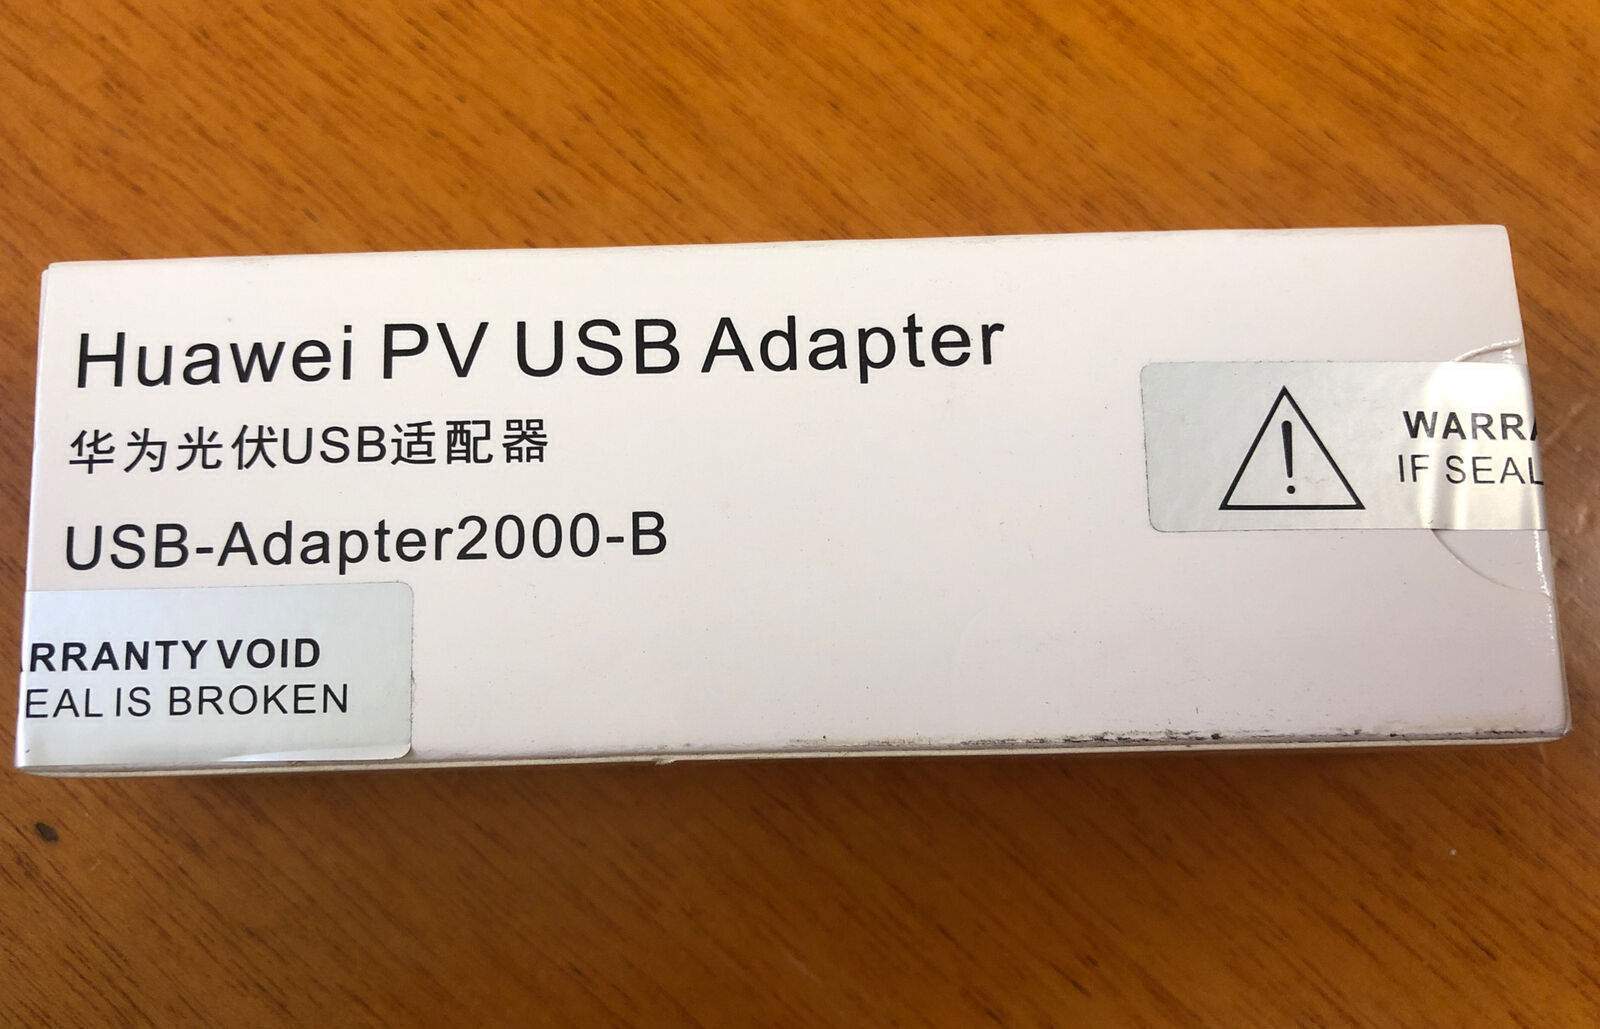 Huawei PV USB Adapter
华为光伏USB适配器
USB-Adapter2000-B
WARRA
IF SEAL
RRANTY VOID
EAL IS BROKEN